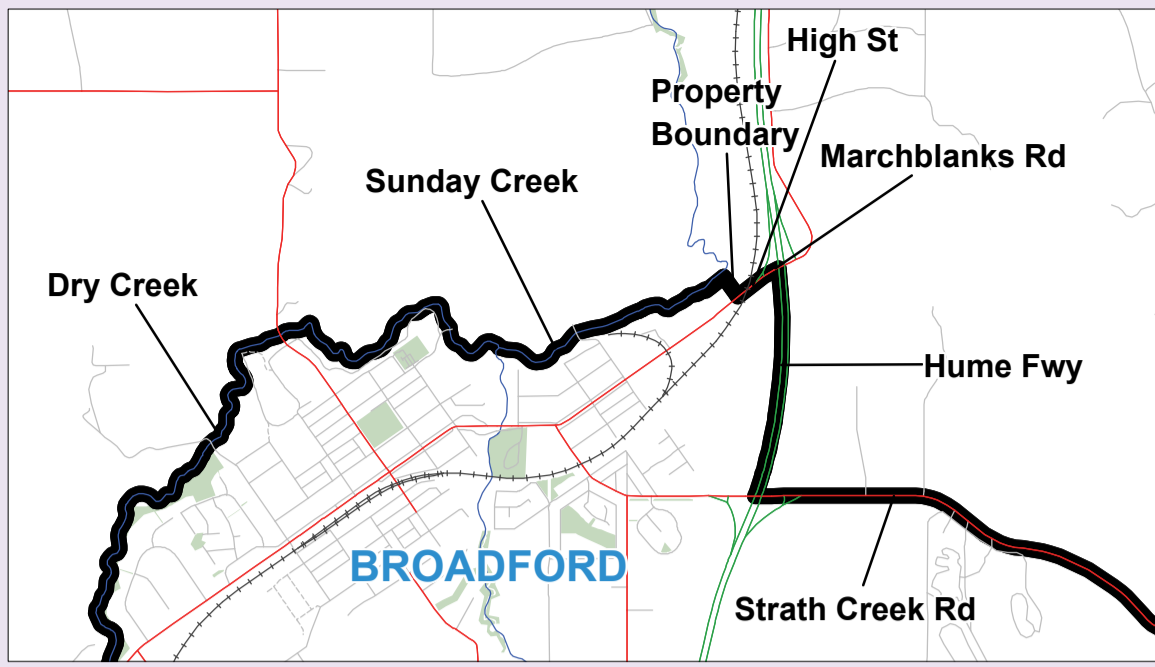 High St
Property
Boundary
Marchblanks Rd
Sunday Creek
Dry Creek
Hume Fwy
BROADFORD
Strath Creek Rd